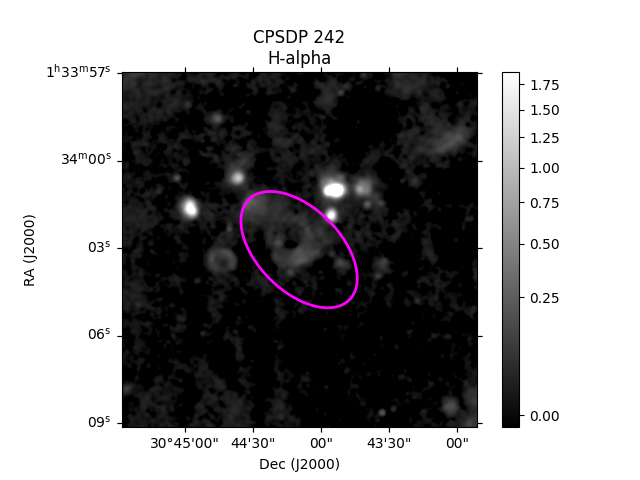 CPSDP 242
H-alpha
1ʰ33ᵐ57ˢ
34ᵐ00ˢ
03ˢ
06ˢ
09ˢ
RA (J2000)
30°45'00" 44'30" 00" 43'30" 00"
Dec (J2000)
1.75
1.50
1.25
1.00
0.75
0.50
0.25
0.00